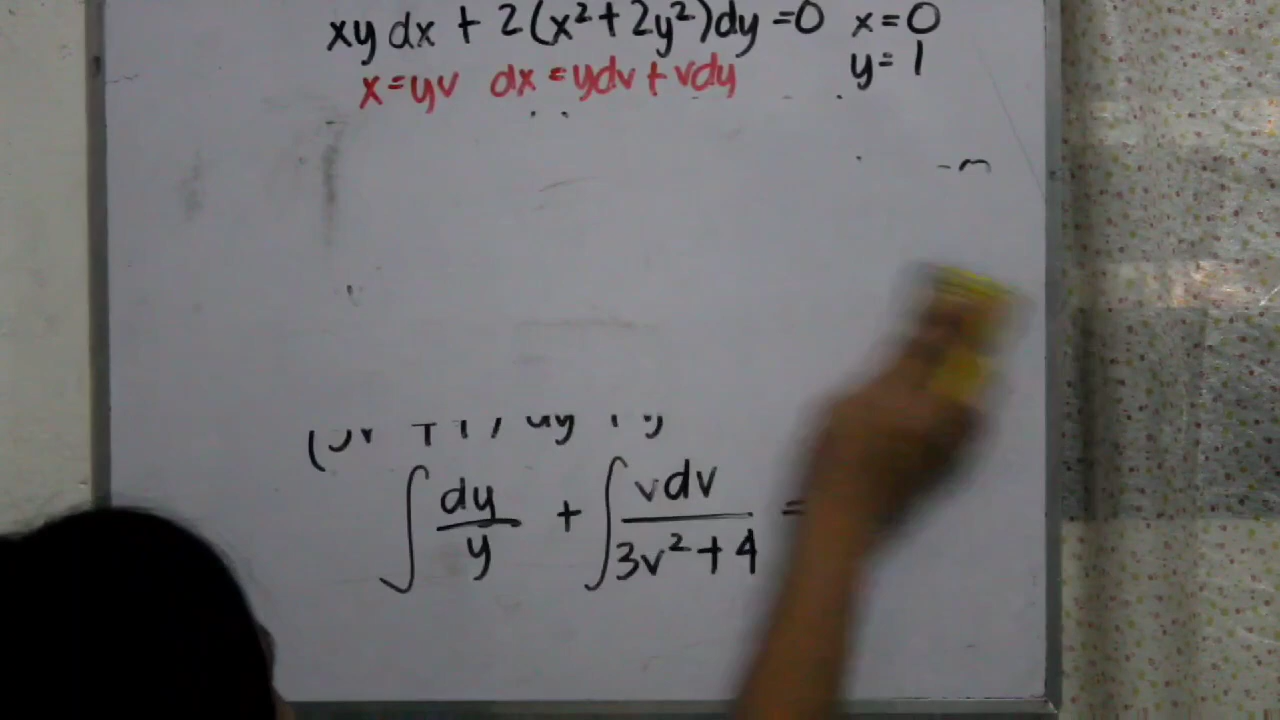 xy dx + 2(x²+2y²)dy =0 x=0
x=yv dx = ydv + vdy y=1
∫ dy/y + ∫ vdv/3v²+4 =